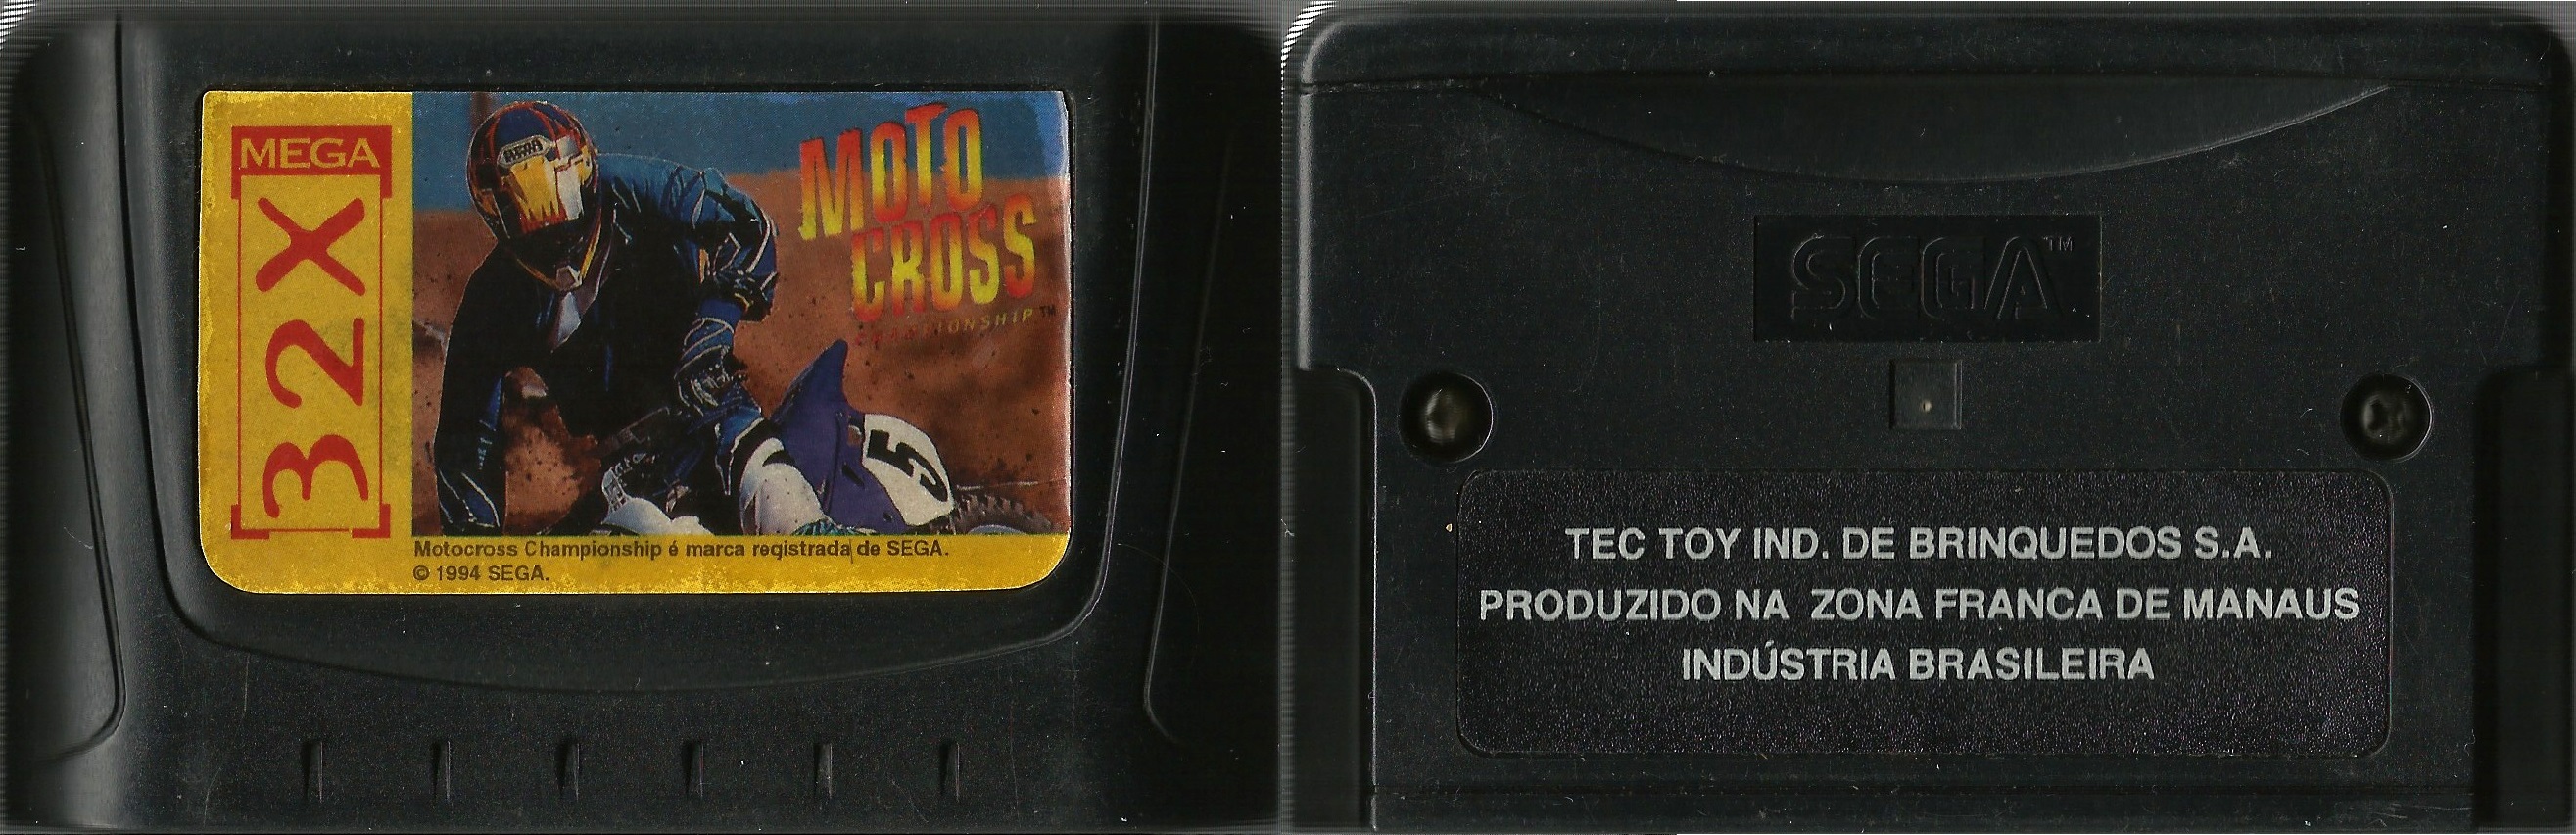 MEGA
32X
MOTO
CROSS
CHAMPIONSHIP™
5
Motocross Championship é marca registrada de SEGA.
© 1994 SEGA.
SEGA™
TEC TOY IND. DE BRINQUEDOS S.A.
PRODUZIDO NA ZONA FRANCA DE MANAUS
INDÚSTRIA BRASILEIRA